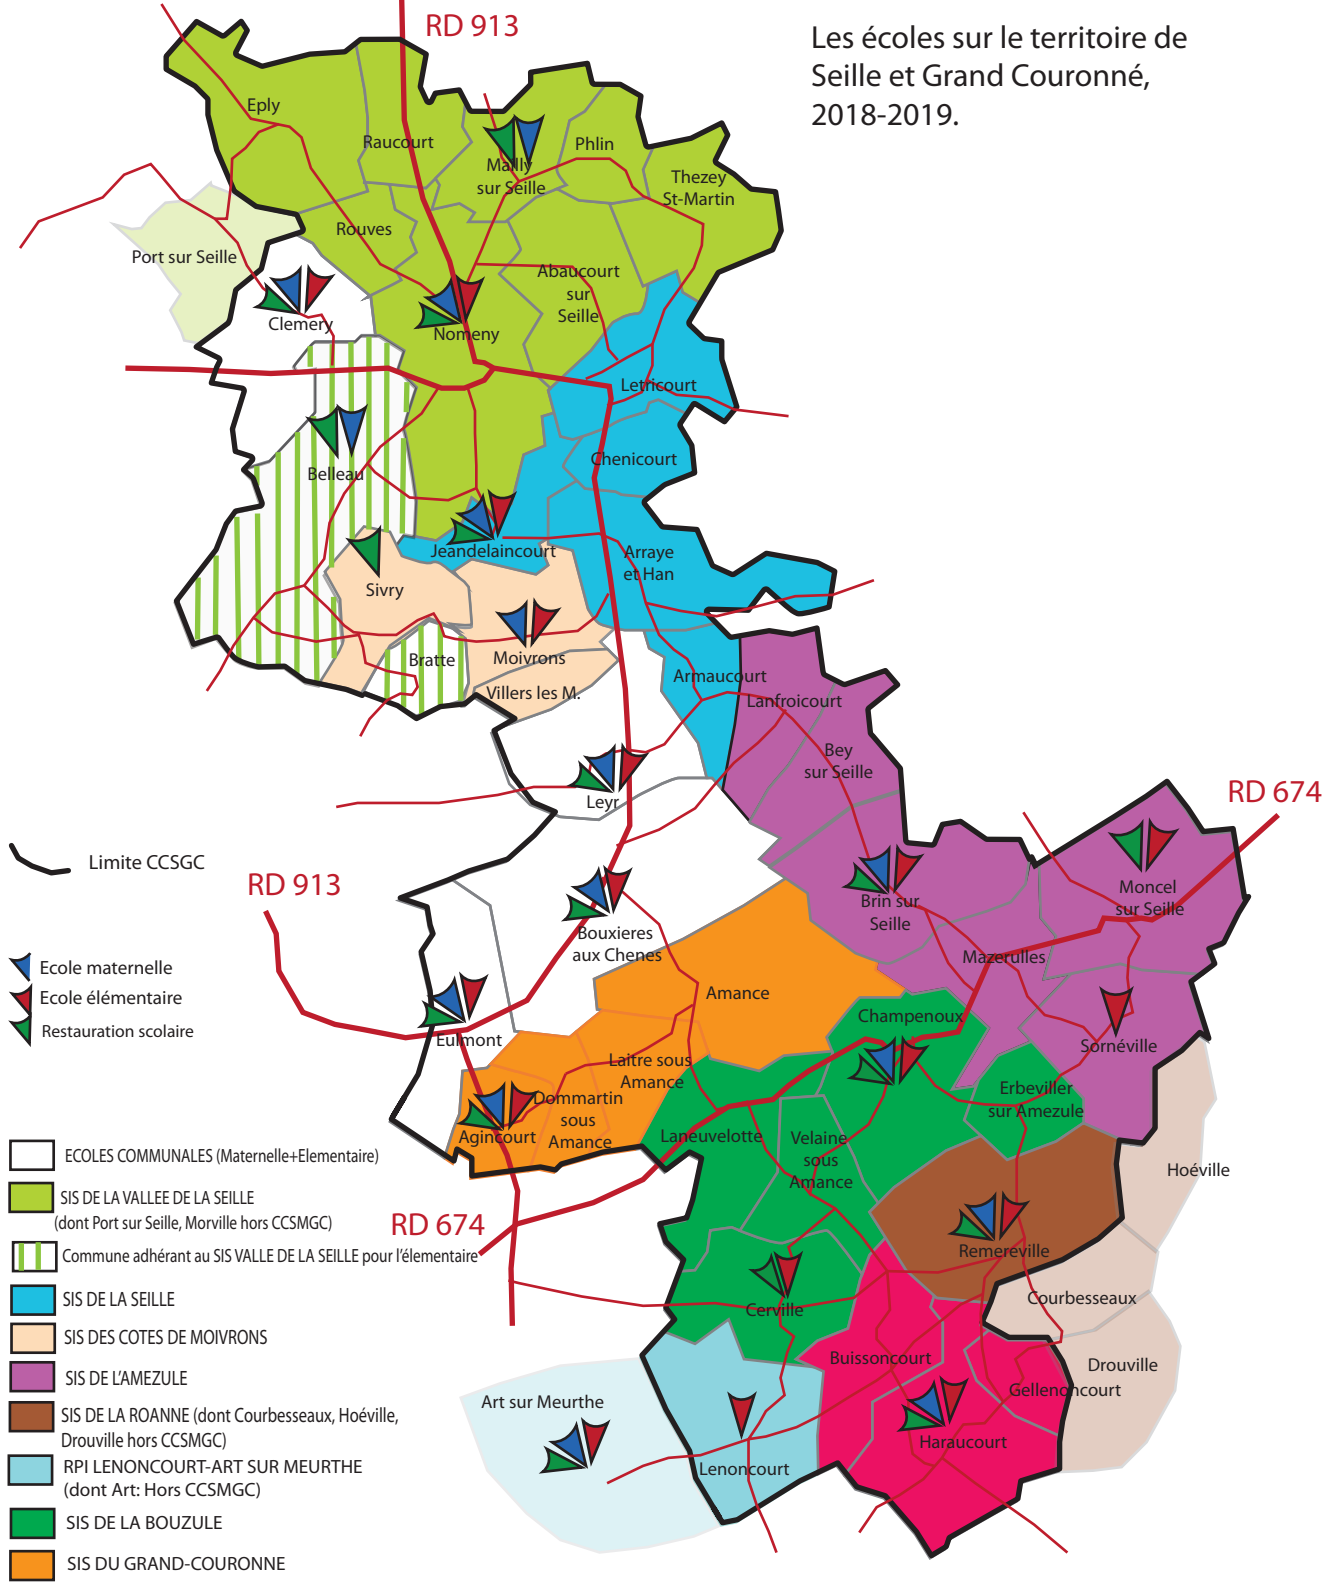 RD 913
Les écoles sur le territoire de
Seille et Grand Couronné,
2018-2019.
Eply
Raucourt
Mailly
sur Seille
Phlin
Thezey
St-Martin
Rouves
Port sur Seille
Abaucourt
sur
Seille
Clemery
Nomeny
Letricourt
Chenicourt
Belleau
Jeandelaincourt
Arraye
et Han
Sivry
Bratte
Moivrons
Villers les M.
Armaucourt
Lanfroicourt
Bey
sur Seille
Leyr
RD 674
Limite CCSGC
RD 913
Moncel
sur Seille
Brin sur
Seille
Bouxieres
aux Chenes
Mazerulles
Ecole maternelle
Ecole élémentaire
Restauration scolaire
Amance
Champenoux
Eulmont
Sornéville
Laitre sous
Amance
Erbeviller
sur Amezule
Dommartin
sous
Amance
Agincourt
Laneuvelotte
Velaine
sous
Amance
Hoéville
ECOLES COMMUNALES (Maternelle+Elementaire)
SIS DE LA VALLEE DE LA SEILLE
(dont Port sur Seille, Morville hors CCSMGC)
RD 674
Commune adhérant au SIS VALLE DE LA SEILLE pour l'élementaire
Remereville
Courbesseaux
Cerville
SIS DE LA SEILLE
SIS DES COTES DE MOIVRONS
SIS DE L'AMEZULE
SIS DE LA ROANNE (dont Courbesseaux, Hoéville,
Drouville hors CCSMGC)
RPI LENONCOURT-ART SUR MEURTHE
(dont Art: Hors CCSMGC)
SIS DE LA BOUZULE
SIS DU GRAND-COURONNE
Buissoncourt
Drouville
Gellenoncourt
Art sur Meurthe
Haraucourt
Lenoncourt